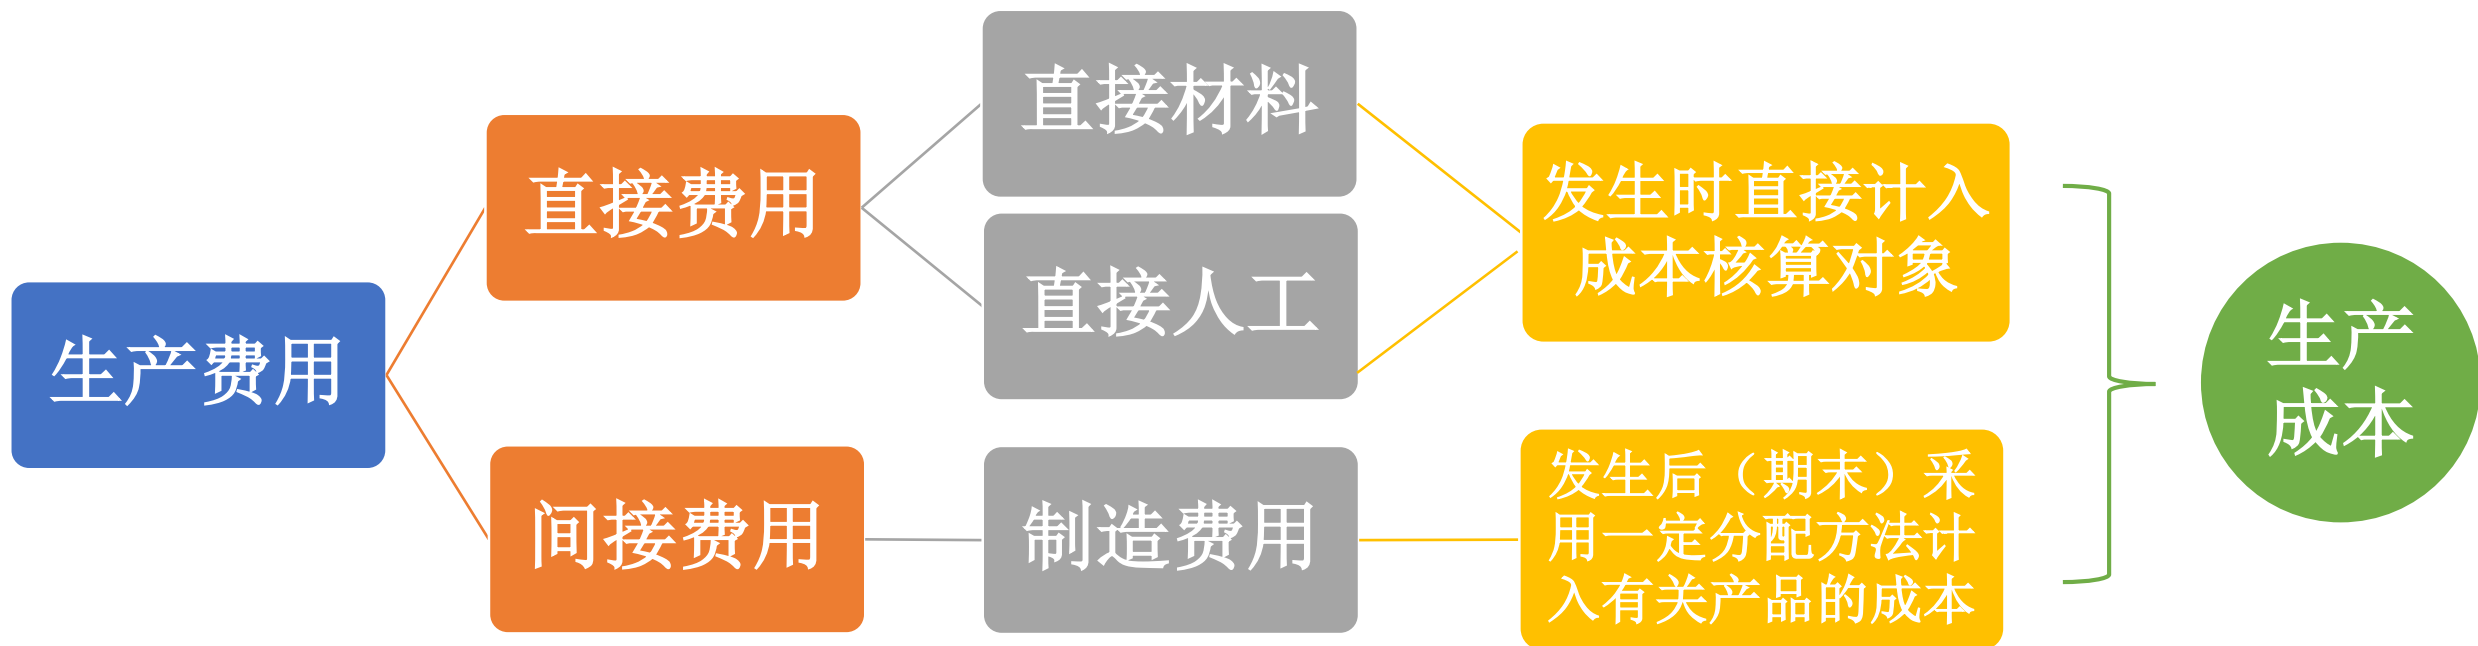 生产费用
直接费用
间接费用
直接材料
直接人工
制造费用
发生时直接计入
成本核算对象
发生后（期末）采
用一定分配方法计
入有关产品的成本
生产
成本